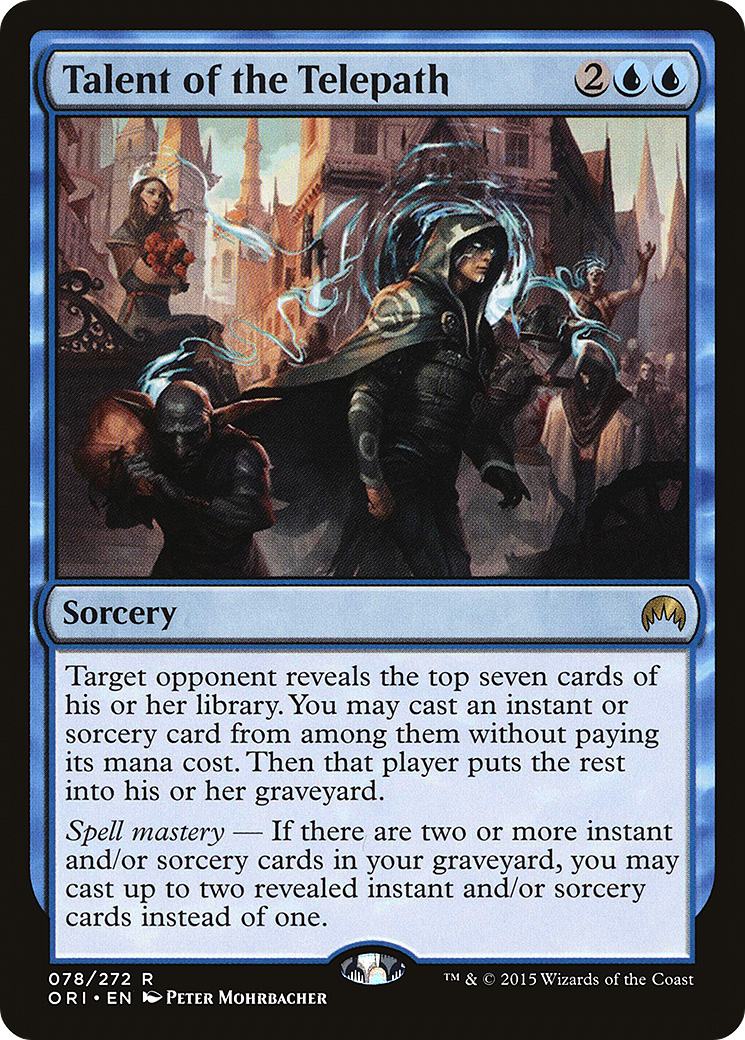 Talent of the Telepath 2
Sorcery
Target opponent reveals the top seven cards of
his or her library. You may cast an instant or
sorcery card from among them without paying
its mana cost. Then that player puts the rest
into his or her graveyard.
Spell mastery — If there are two or more instant
and/or sorcery cards in your graveyard, you may
cast up to two revealed instant and/or sorcery
cards instead of one.
078/272 R
ORI • EN Peter Mohrbacher
™ & © 2015 Wizards of the Coast